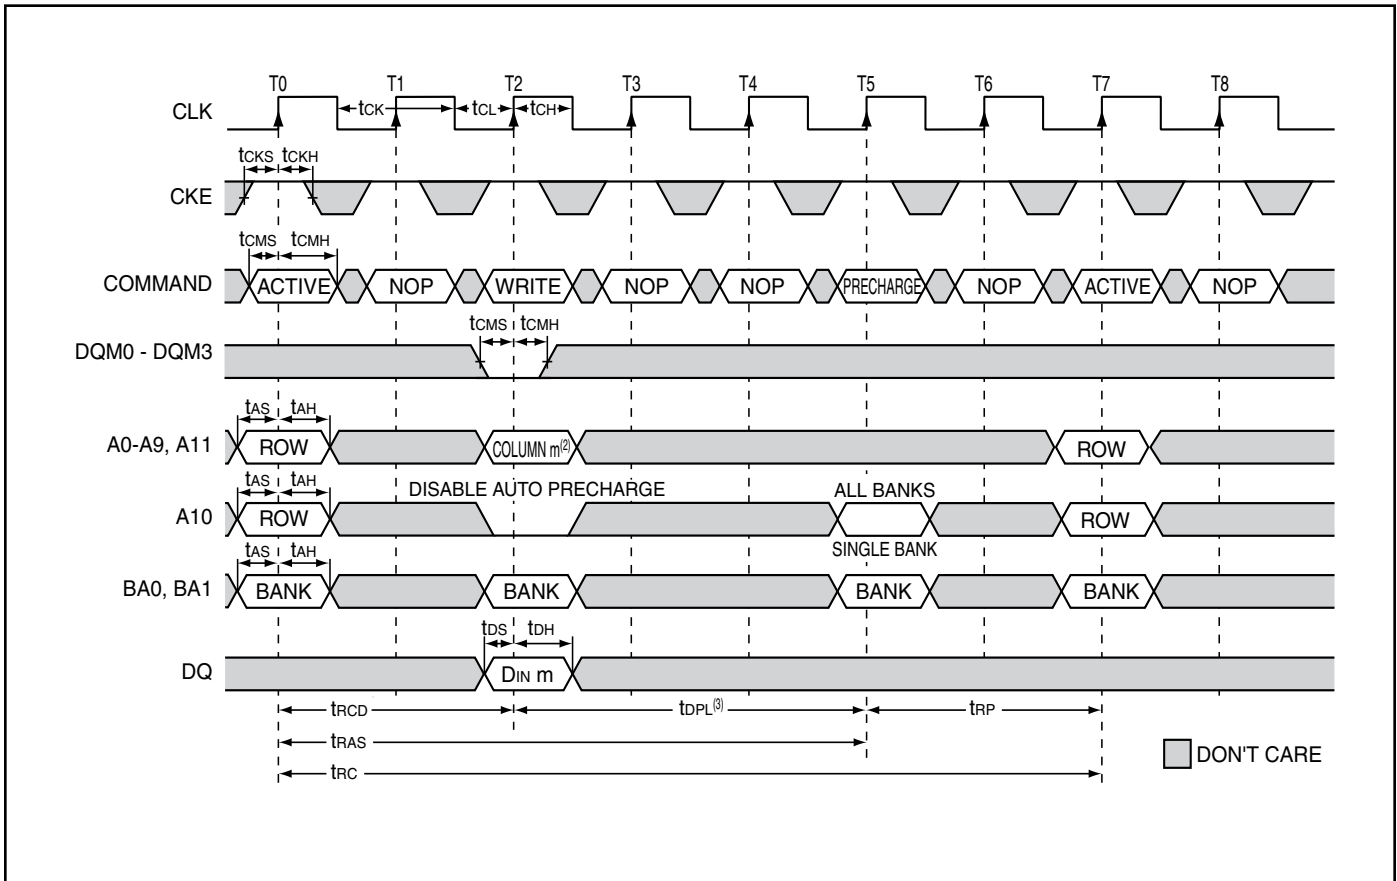 T0 T1 T2 T3 T4 T5 T6 T7 T8
CLK tCK tCL tCH
tCKS tCKH
CKE
tCMS tCMH
COMMAND ACTIVE NOP WRITE NOP NOP PRECHARGE NOP ACTIVE NOP
tCMS tCMH
DQM0 - DQM3
tAS tAH
A0-A9, A11 ROW COLUMN m(2) ROW
tAS tAH DISABLE AUTO PRECHARGE ALL BANKS
A10 ROW ROW
tAS tAH SINGLE BANK
BA0, BA1 BANK BANK BANK BANK
tDS tDH
DQ DIN m
tRCD tDPL(3) tRP
tRAS
DON'T CARE
tRC